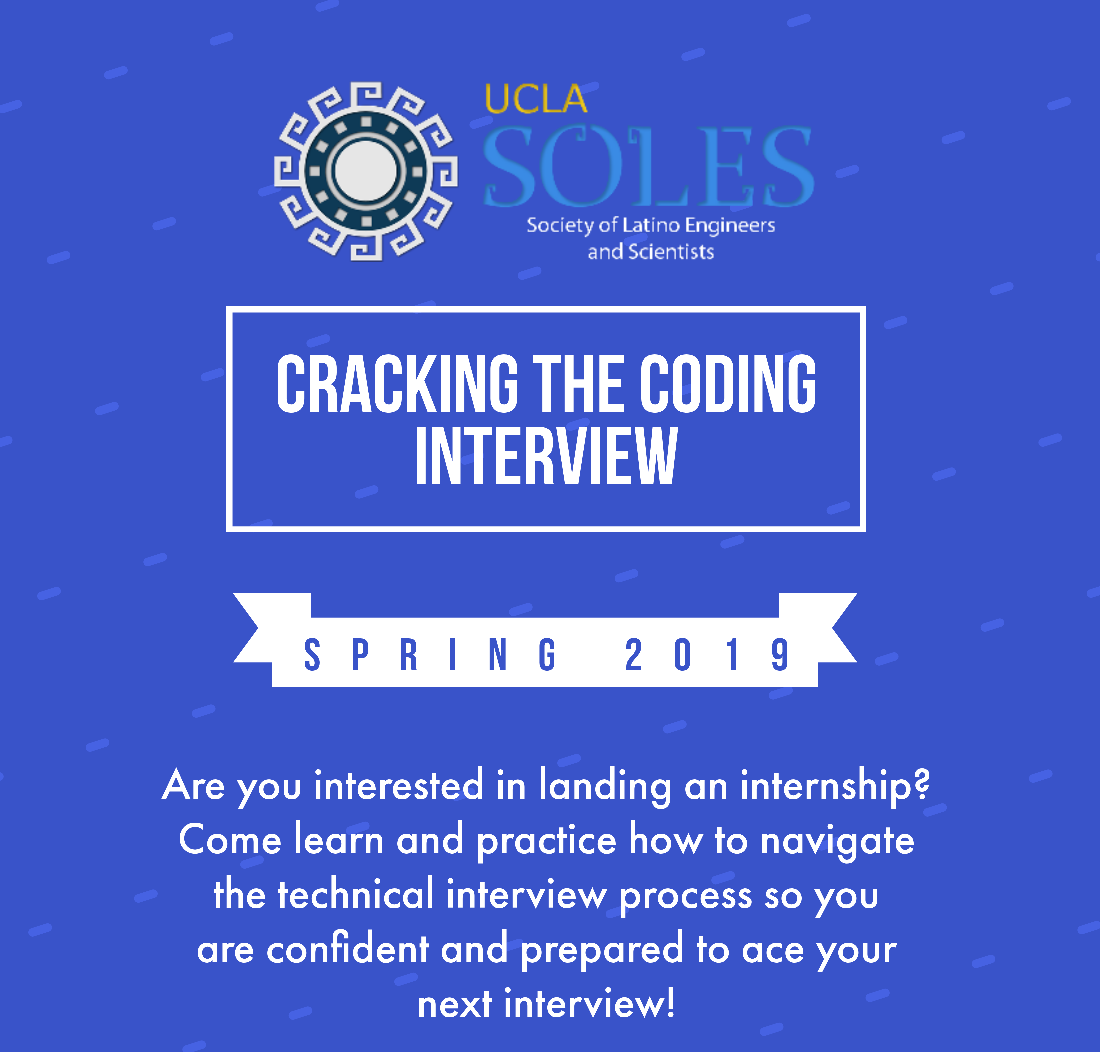 UCLA
SOLES
Society of Latino Engineers
and Scientists
CRACKING THE CODING
INTERVIEW
SPRING 2019
Are you interested in landing an internship?
Come learn and practice how to navigate
the technical interview process so you
are confident and prepared to ace your
next interview!